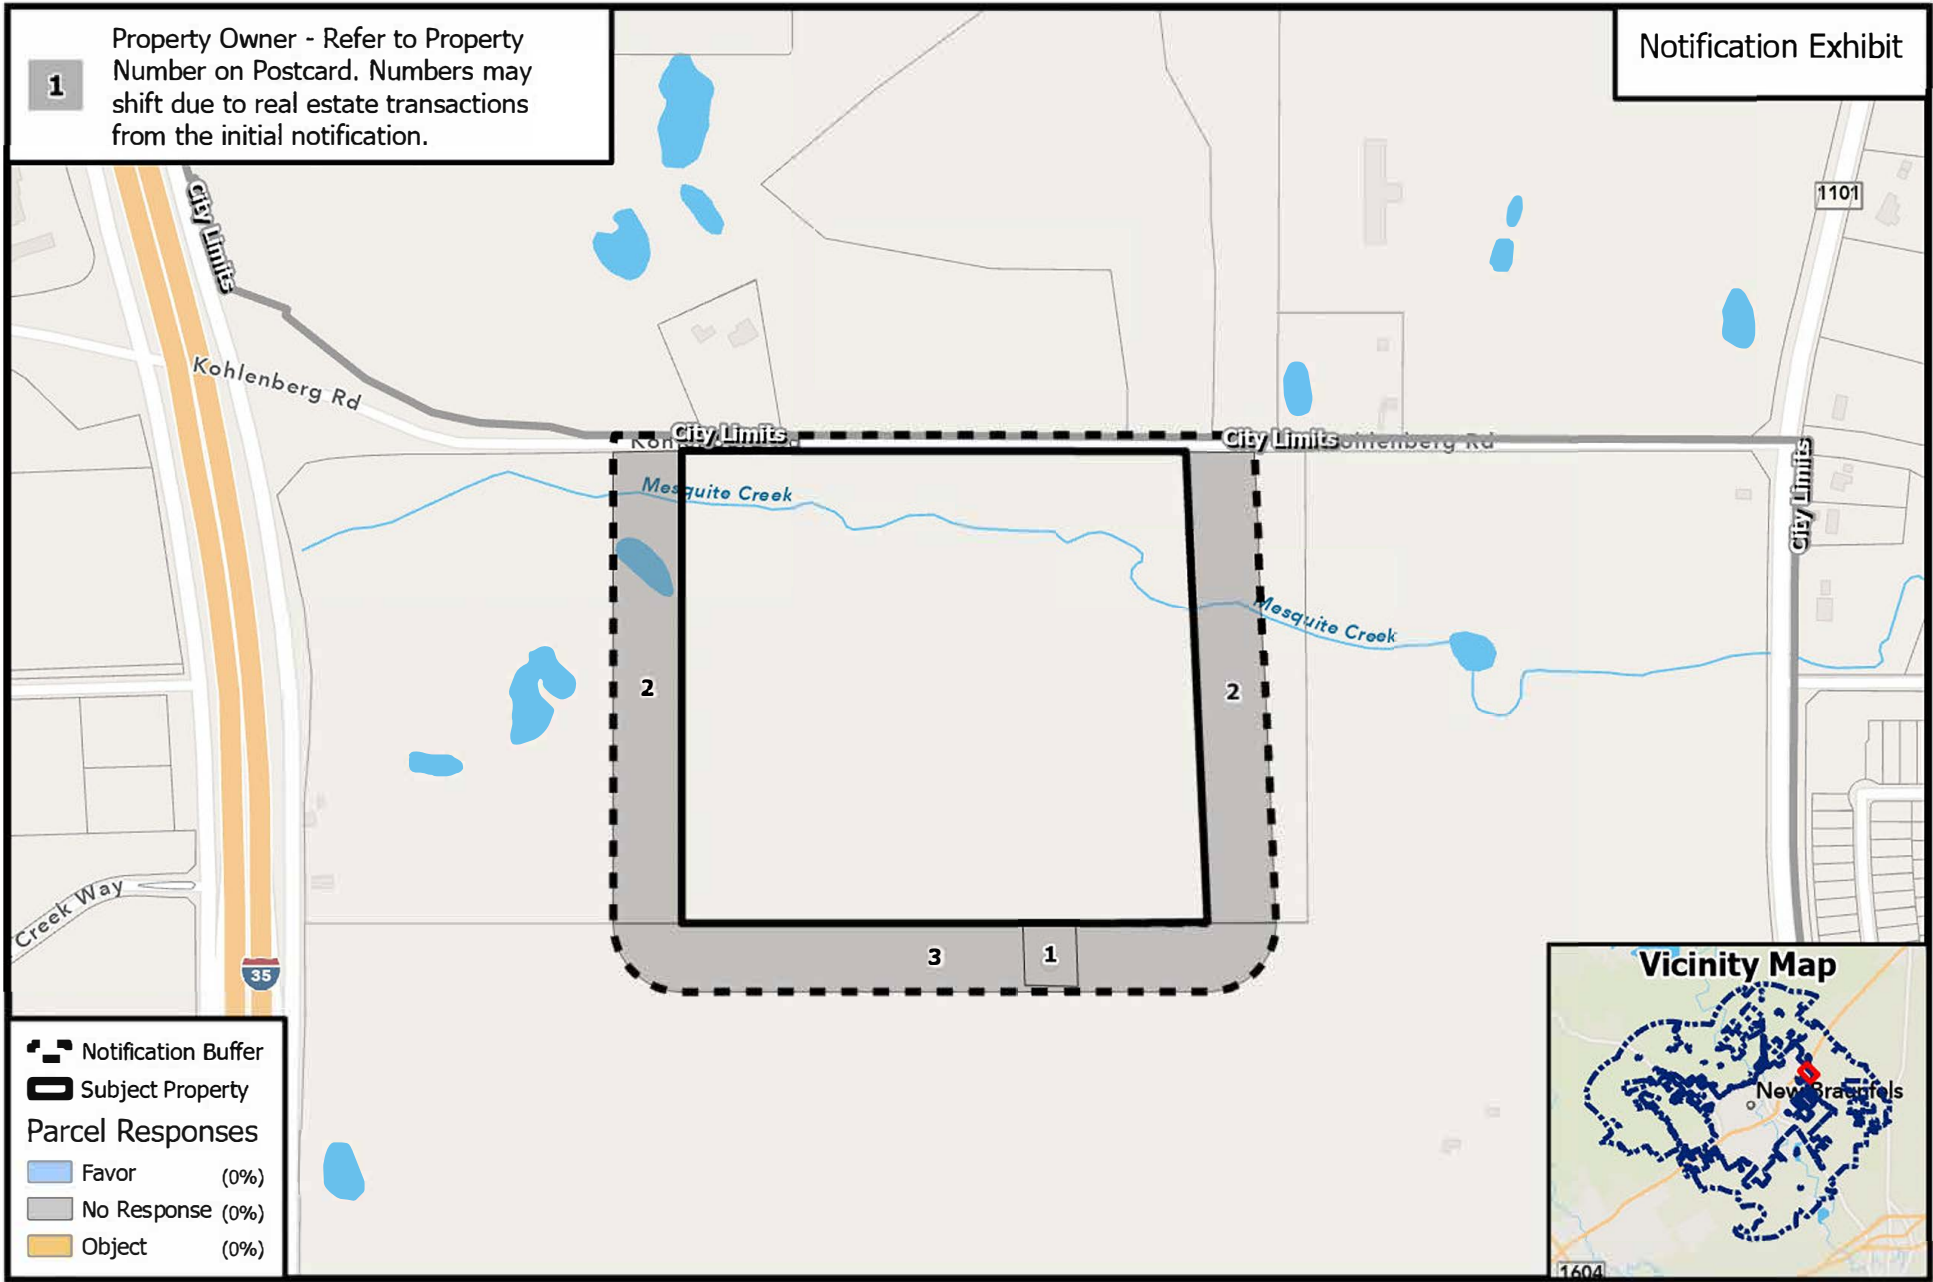 1
Property Owner - Refer to Property
Number on Postcard. Numbers may
shift due to real estate transactions
from the initial notification.
Notification Exhibit
1101
City Limits
Kohlenberg Rd
City Limits
City Limits
Kohlenberg Rd
City Limits
Mesquite Creek
Mesquite Creek
2
2
3
1
Creek Way
35
Notification Buffer
Subject Property
Parcel Responses
Favor (0%)
No Response (0%)
Object (0%)
Vicinity Map
New Braunfels
1604